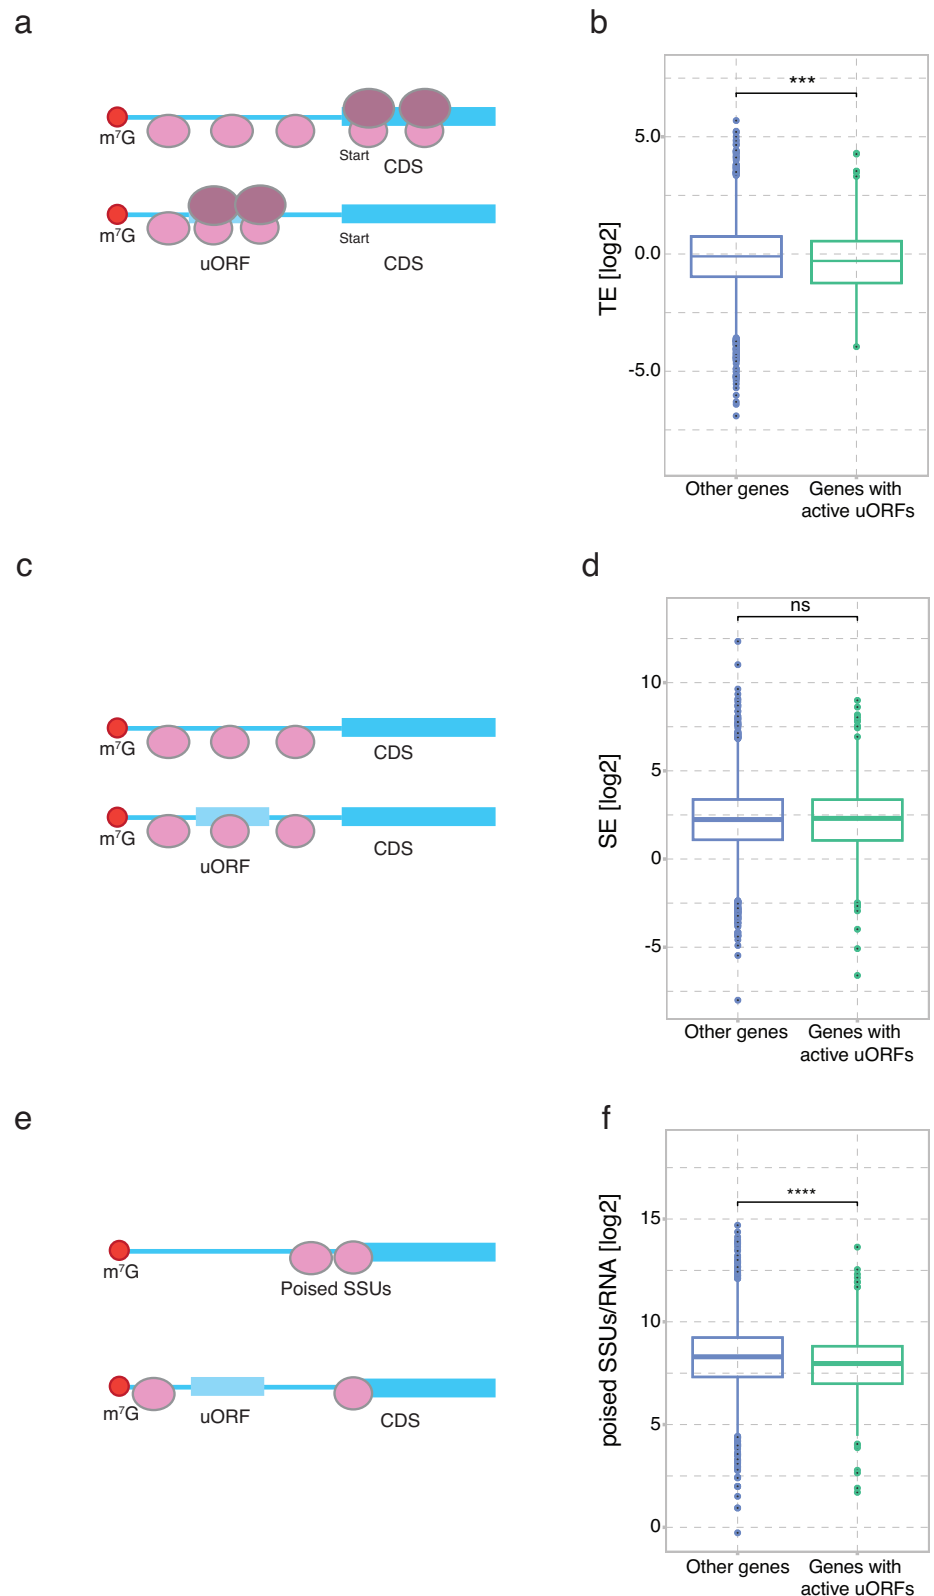 a
m⁷G
Start
CDS
m⁷G
uORF
Start
CDS
b
***
TE [log2]
5.0
0.0
-5.0
Other genes
Genes with
active uORFs
c
m⁷G
CDS
m⁷G
uORF
CDS
d
ns
SE [log2]
10
5
0
-5
Other genes
Genes with
active uORFs
e
m⁷G
Poised SSUs
m⁷G
uORF
CDS
f
****
poised SSUs/RNA [log2]
15
10
5
0
Other genes
Genes with
active uORFs